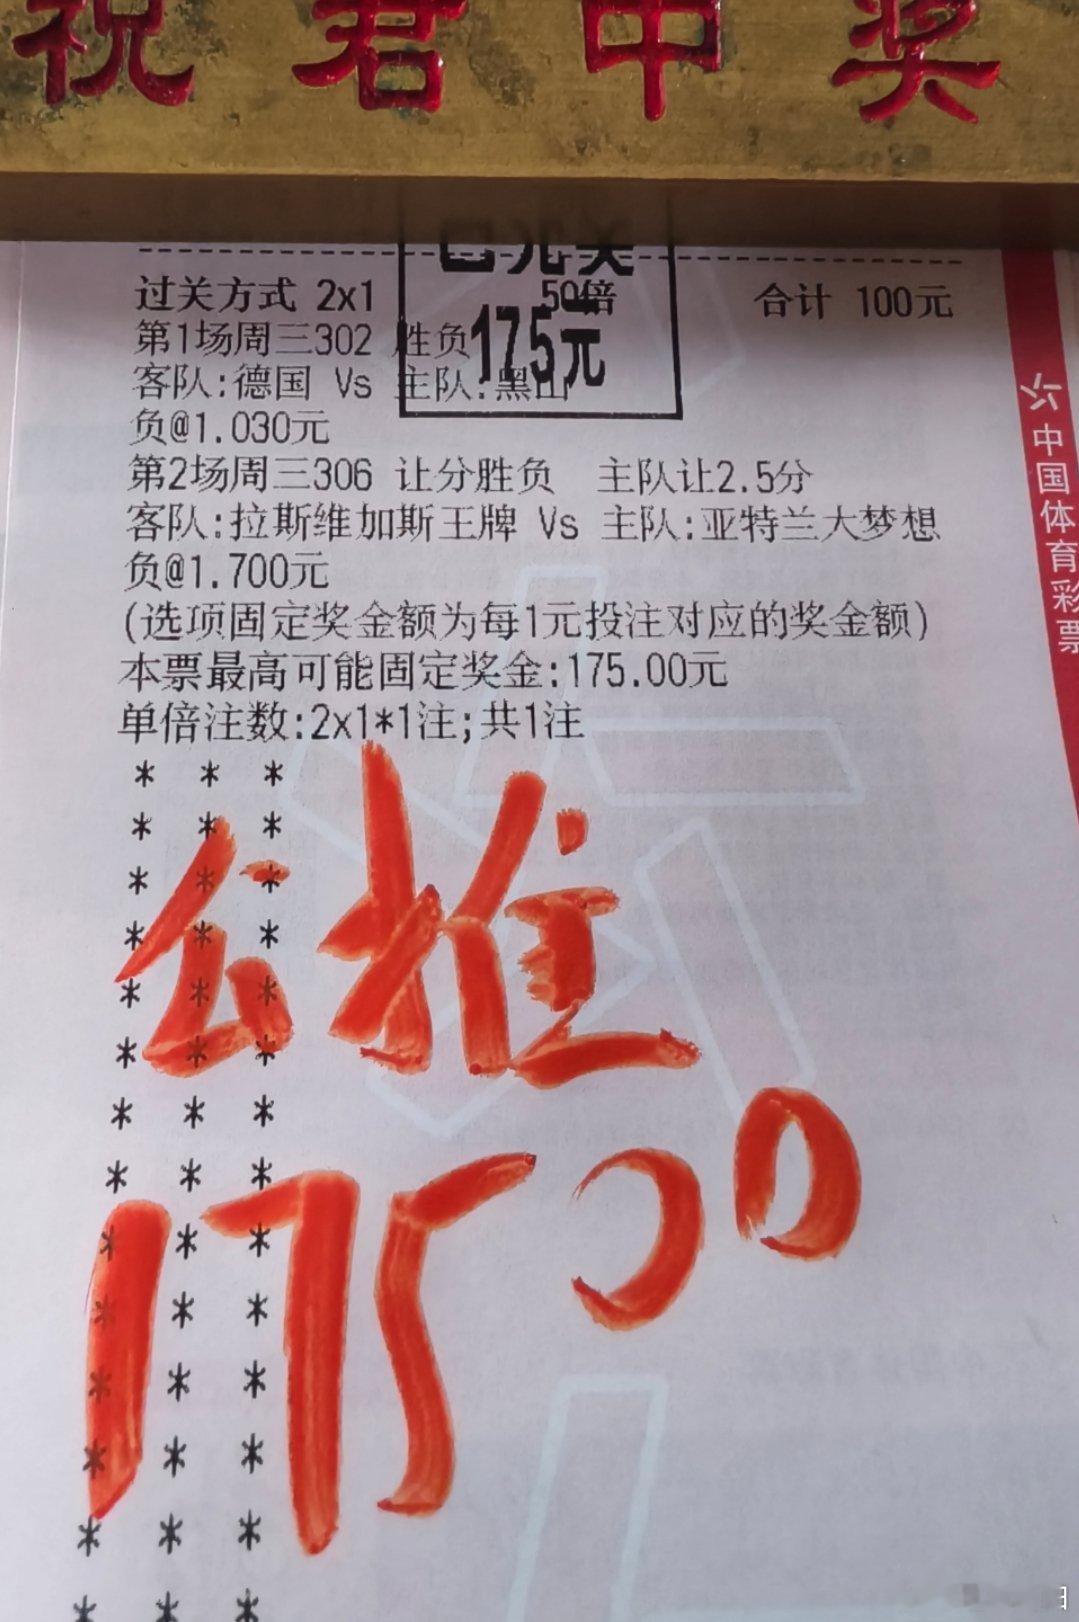 祝君中奖
已兑奖
175元
过关方式 2x1 50倍 合计 100元
第1场周三302 胜负
客队:德国 Vs 主队:黑山
负@1.030元
第2场周三306 让分胜负 主队让2.5分
客队:拉斯维加斯王牌 Vs 主队:亚特兰大梦想
负@1.700元
(选项固定奖金额为每1元投注对应的奖金额)
本票最高可能固定奖金:175.00元
单倍注数:2x1*1注;共1注
* * *
* * *
* * *
* * *
* * *
* * *
* * *
* * *
* * *
* * *
* * *
* * *
* * *
* * *
公推
175
中国体育彩票